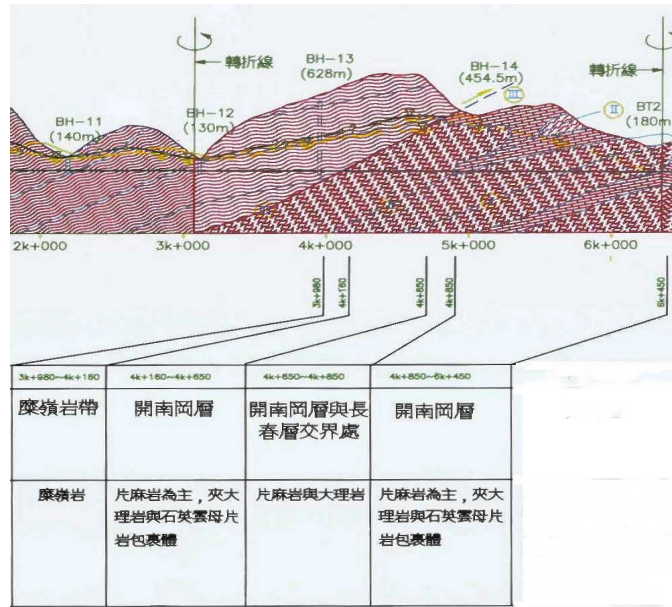 轉折線
BH-13
(628m)
BH-14
(454.5m)
轉折線
III
II
BH-11
(140m)
BH-12
(130m)
BT2
(180m
2k+000
3k+000
4k+000
5k+000
6k+000
3k+980
4k+160
4k+650
4k+850
6k+450
3k+980~4k+160
4k+160~4k+650
4k+650~4k+850
4k+850~6k+450
糜嶺岩帶
開南岡層
開南岡層與長
春層交界處
開南岡層
糜嶺岩
片麻岩為主,夾大
理岩與石英雲母片
岩包裹體
片麻岩與大理岩
片麻岩為主,夾大
理岩與石英雲母片
岩包裹體